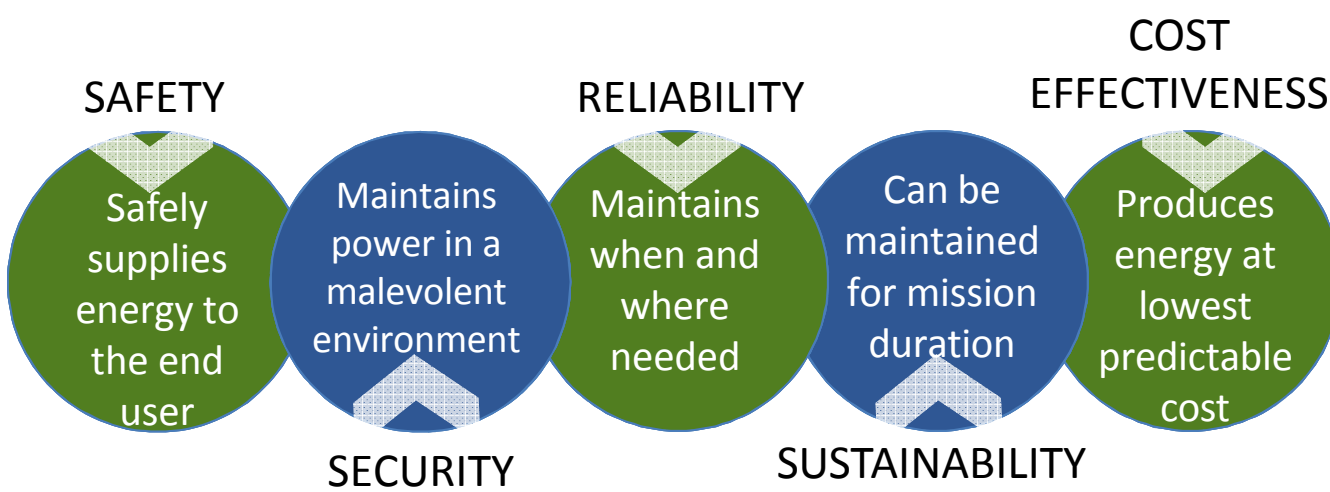 SAFETY
Safely
supplies
energy to
the end
user
Maintains
power in a
malevolent
environment
SECURITY
RELIABILITY
Maintains
when and
where
needed
Can be
maintained
for mission
duration
SUSTAINABILITY
COST
EFFECTIVENESS
Produces
energy at
lowest
predictable
cost